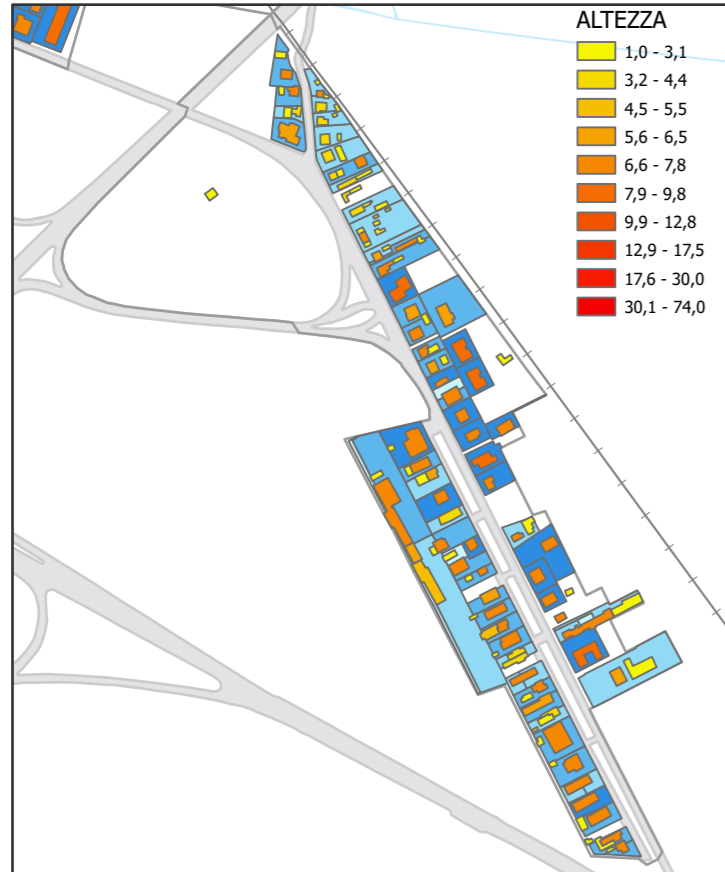 ALTEZZA
1,0 - 3,1
3,2 - 4,4
4,5 - 5,5
5,6 - 6,5
6,6 - 7,8
7,9 - 9,8
9,9 - 12,8
12,9 - 17,5
17,6 - 30,0
30,1 - 74,0